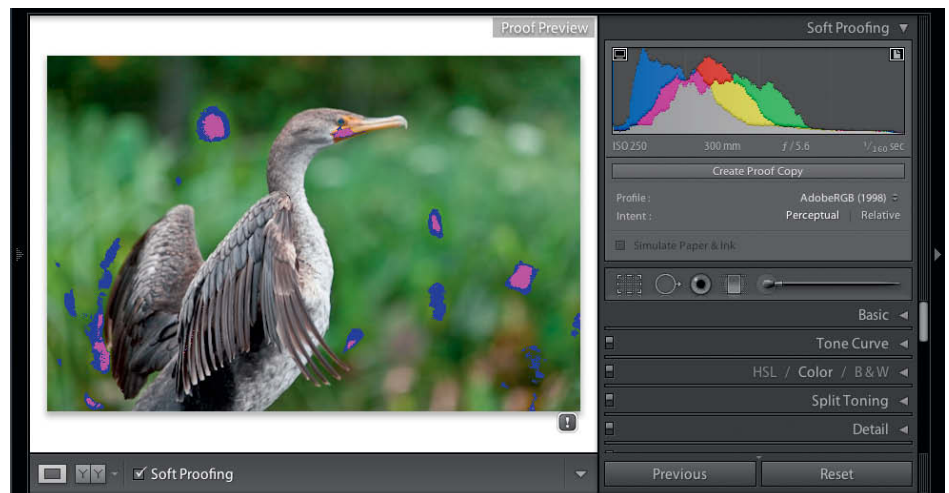 Proof Preview
Soft Proofing
ISO 250 300 mm ƒ / 5.6 1/160 sec
Create Proof Copy
Profile : AdobeRGB (1998)
Intent : Perceptual | Relative
Simulate Paper & Ink
Basic
Tone Curve
HSL / Color / B & W
Split Toning
Detail
Y Y Soft Proofing
Previous Reset